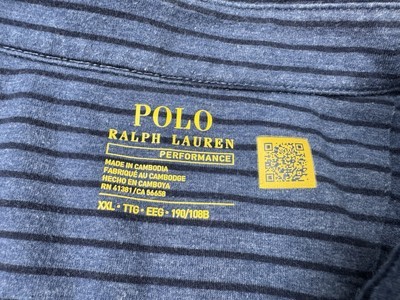 POLO
RALPH LAUREN
PERFORMANCE
MADE IN CAMBODIA
FABRIQUÉ AU CAMBODGE
HECHO EN CAMBOYA
RN 41381/CA 56658
XXL • TTG • EEG • 190/108B